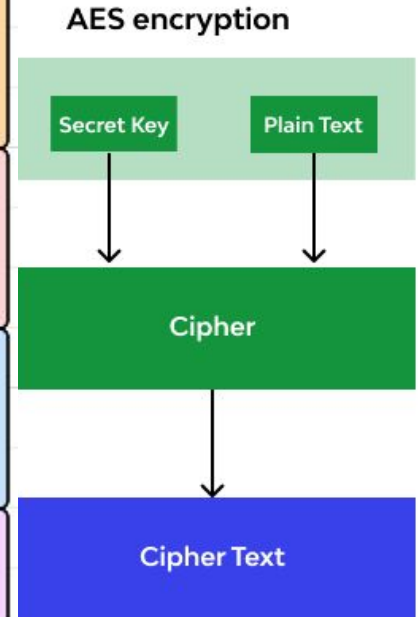 AES encryption
Secret Key
Plain Text
Cipher
Cipher Text